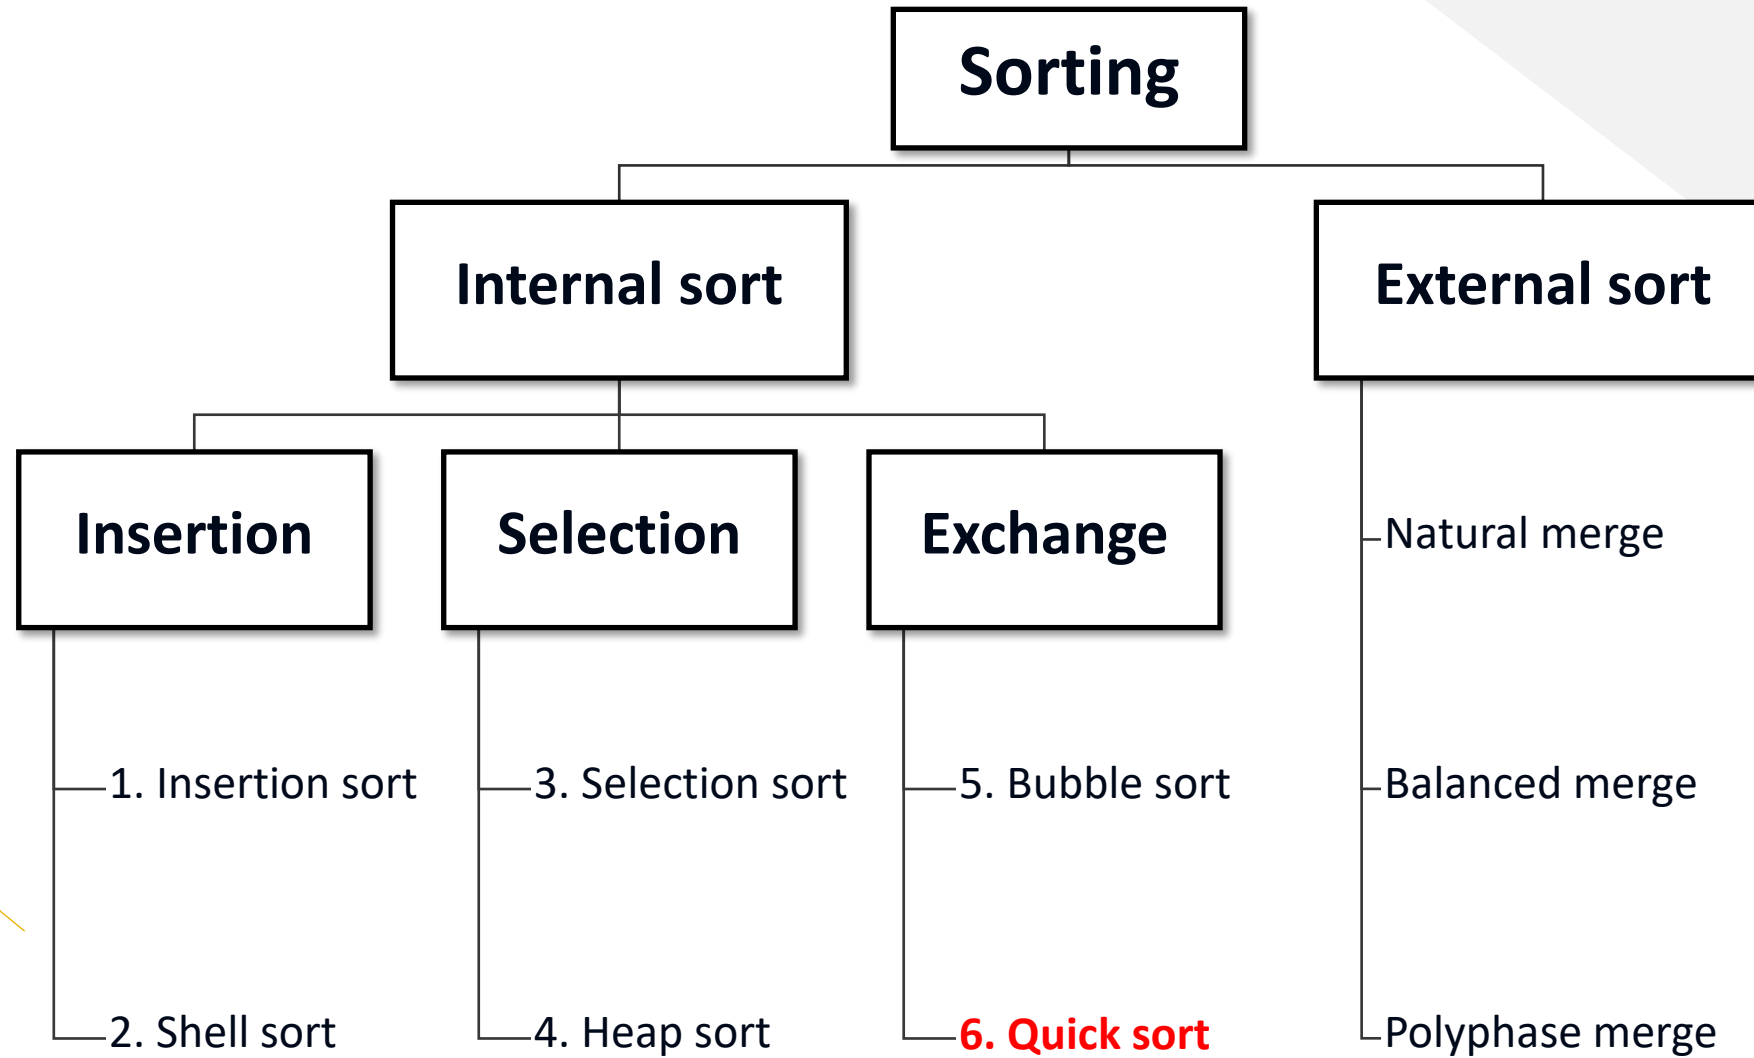 Sorting
Internal sort
External sort
Insertion
Selection
Exchange
Natural merge
1. Insertion sort
3. Selection sort
5. Bubble sort
Balanced merge
2. Shell sort
4. Heap sort
6. Quick sort
Polyphase merge